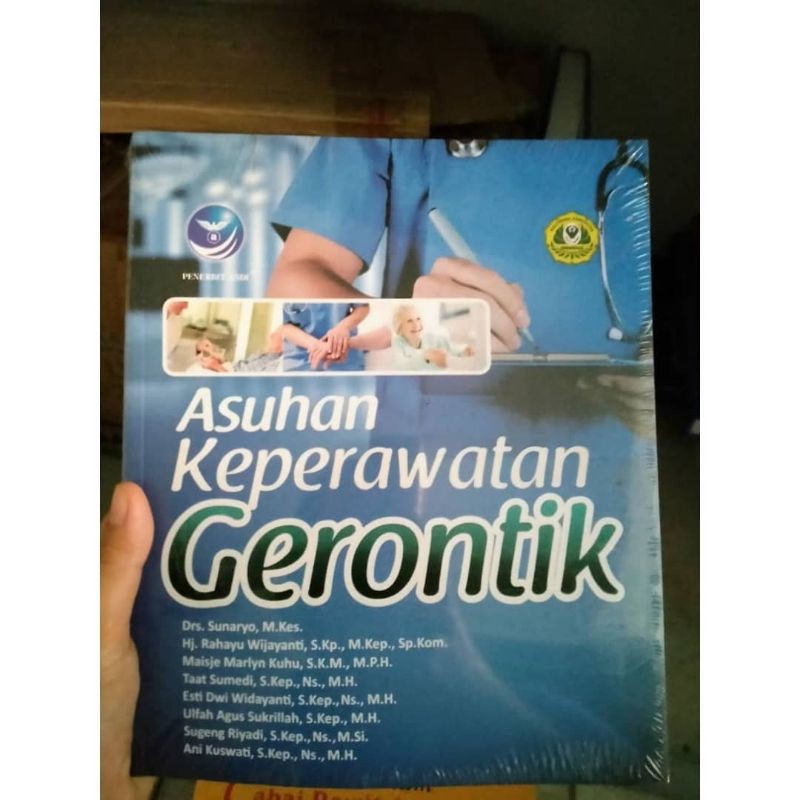 PENERBIT ANDI
Asuhan
Keperawatan
Gerontik
Drs. Sunaryo, M.Kes.
Hj. Rahayu Wijayanti, S.Kp., M.Kep., Sp.Kom.
Maisje Marlyn Kuhu, S.K.M., M.P.H.
Taat Sumedi, S.Kep., Ns., M.H.
Esti Dwi Widayanti, S.Kep., Ns., M.H.
Ulfah Agus Sukrillah, S.Kep., M.H.
Sugeng Riyadi, S.Kep., Ns., M.Si.
Ani Kuswati, S.Kep., Ns., M.H.